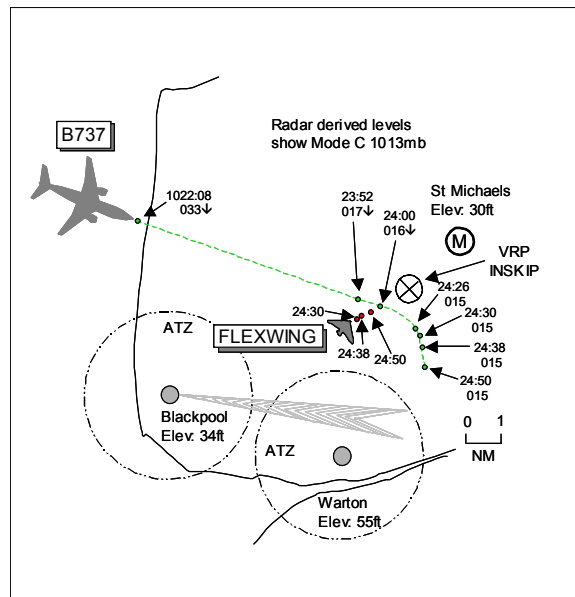 B737
Radar derived levels
show Mode C 1013mb
1022:08
033↓
23:52
017↓
24:00
016↓
St Michaels
Elev: 30ft
M
VRP
INSKIP
24:26
015
24:30
015
24:38
015
24:50
015
24:30
FLEXWING
24:38
24:50
ATZ
Blackpool
Elev: 34ft
ATZ
Warton
Elev: 55ft
0 1
NM